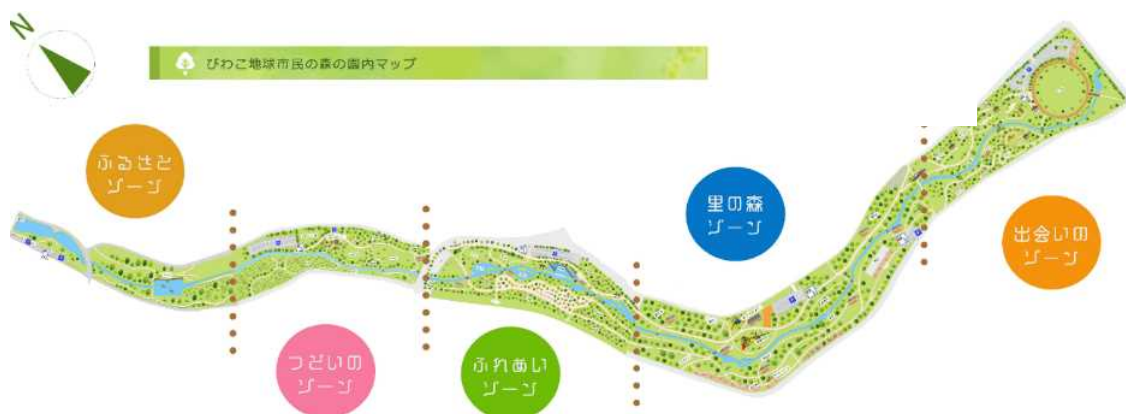 N
びわこ地球市民の森の園内マップ
ふるさと
ゾーン
里の森
ゾーン
出会いの
ゾーン
つどいの
ゾーン
ふれあい
ゾーン